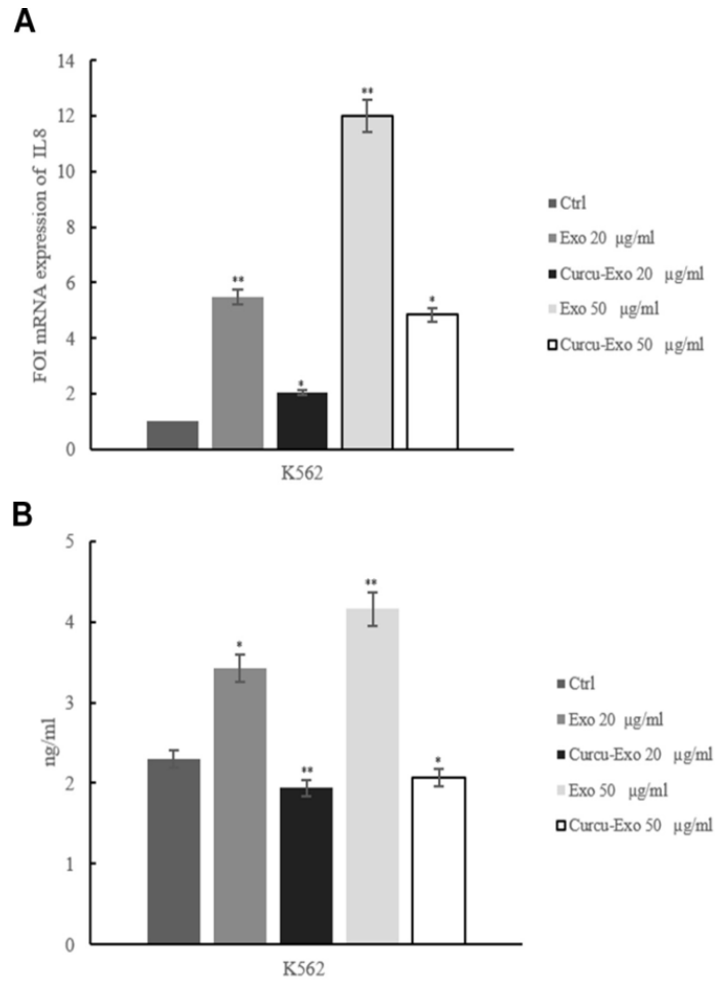 A
FOI mRNA expression of IL8
14
12
10
8
6
4
2
0
**
*
**
*
K562
Ctrl
Exo 20 µg/ml
Curcu-Exo 20 µg/ml
Exo 50 µg/ml
Curcu-Exo 50 µg/ml
B
ng/ml
5
4
3
2
1
0
*
**
**
*
K562
Ctrl
Exo 20 µg/ml
Curcu-Exo 20 µg/ml
Exo 50 µg/ml
Curcu-Exo 50 µg/ml